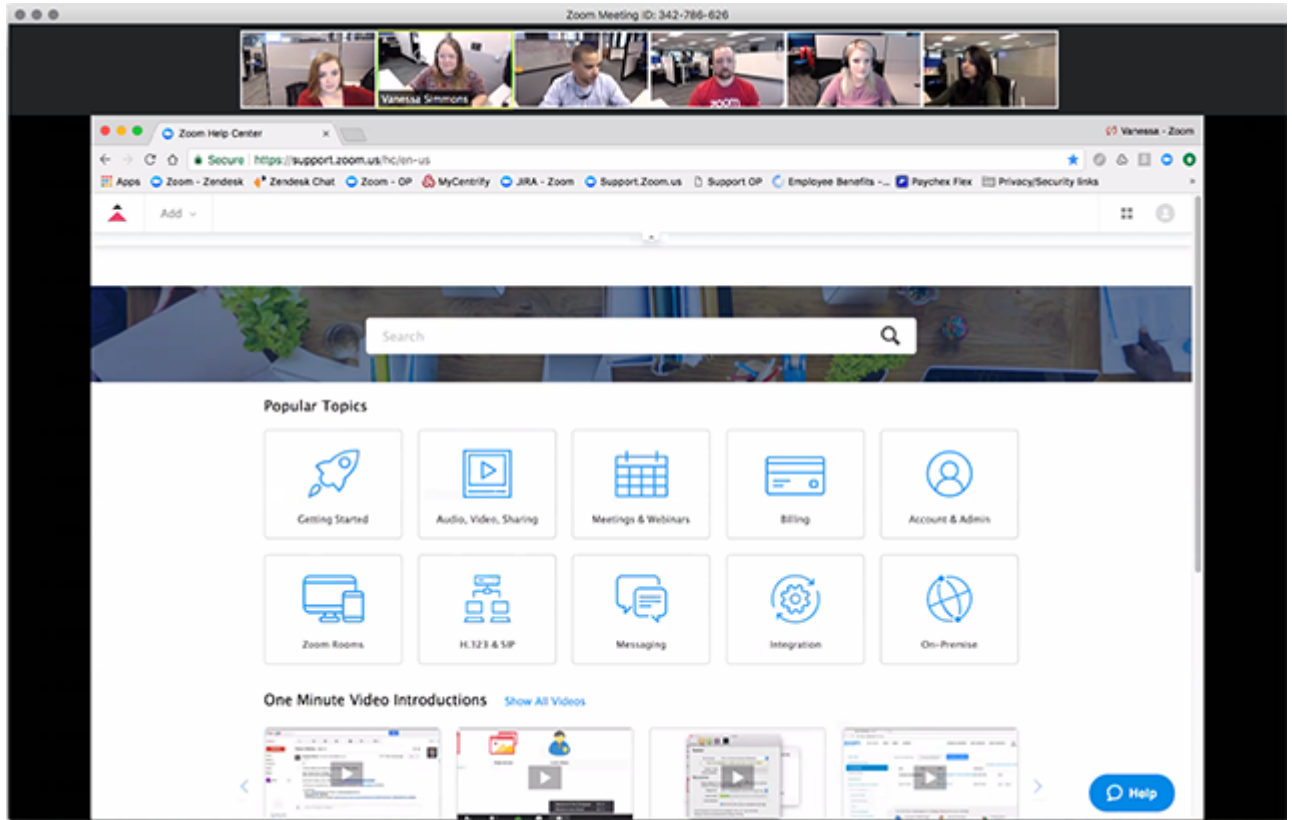 Zoom Meeting ID: 342-786-626
Vanessa Simmons
zoom
Zoom Help Center
Vanessa - Zoom
Secure https://support.zoom.us/hc/en-us
Apps Zoom - Zendesk Zendesk Chat Zoom - OP MyCentrify JIRA - Zoom Support.Zoom.us Support OP Employee Benefits -... Paychex Flex Privacy/Security links »
Add
Search
Popular Topics
Getting Started Audio, Video, Sharing Meetings & Webinars Billing Account & Admin
Zoom Rooms H.323 & SIP Messaging Integration On-Premise
One Minute Video Introductions Show All Videos
Help